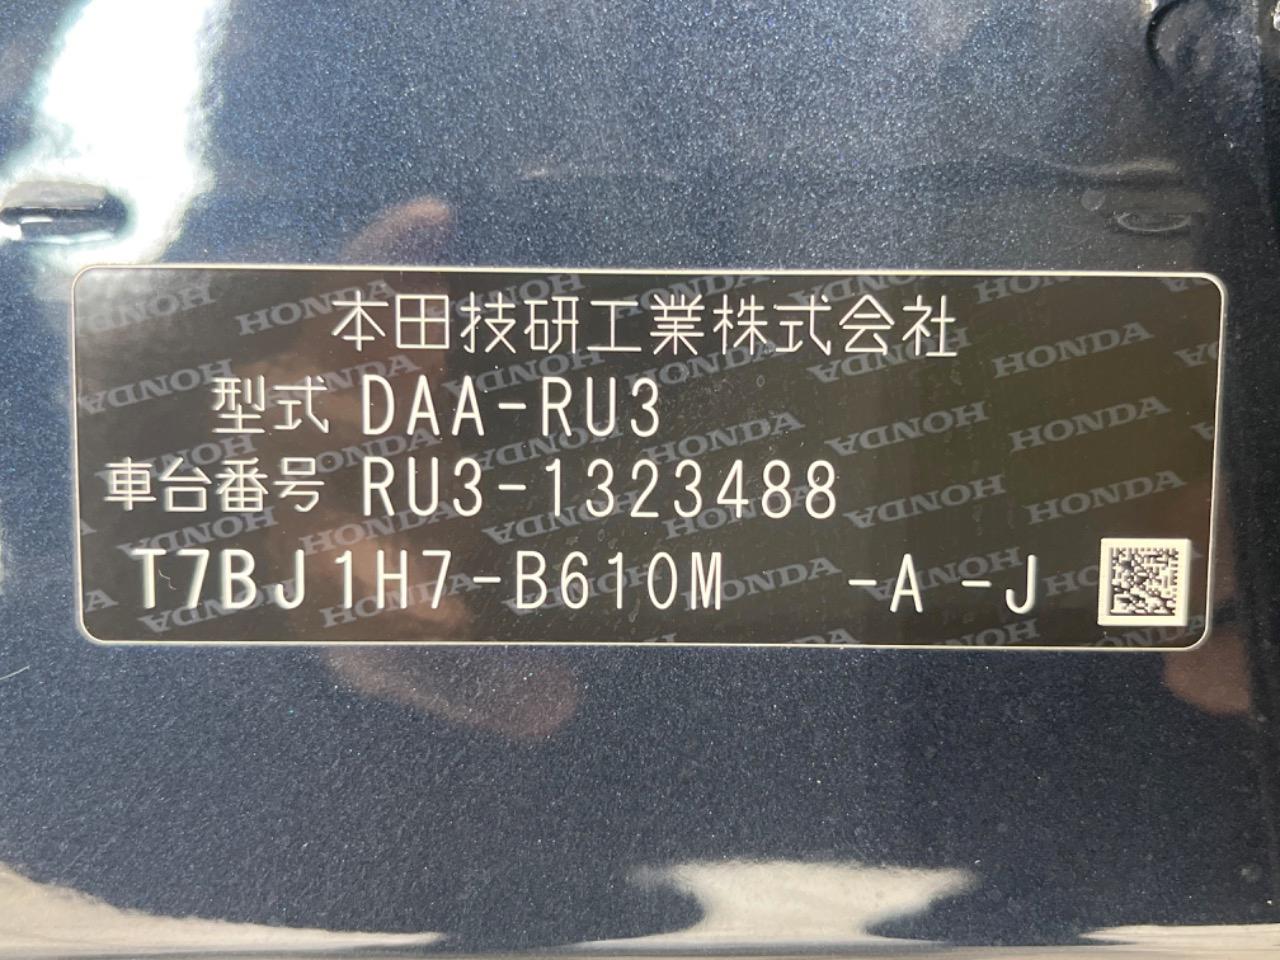 本田技研工業株式会社
型式 DAA-RU3
車台番号 RU3-1323488
T7BJ1H7-B610M -A -J